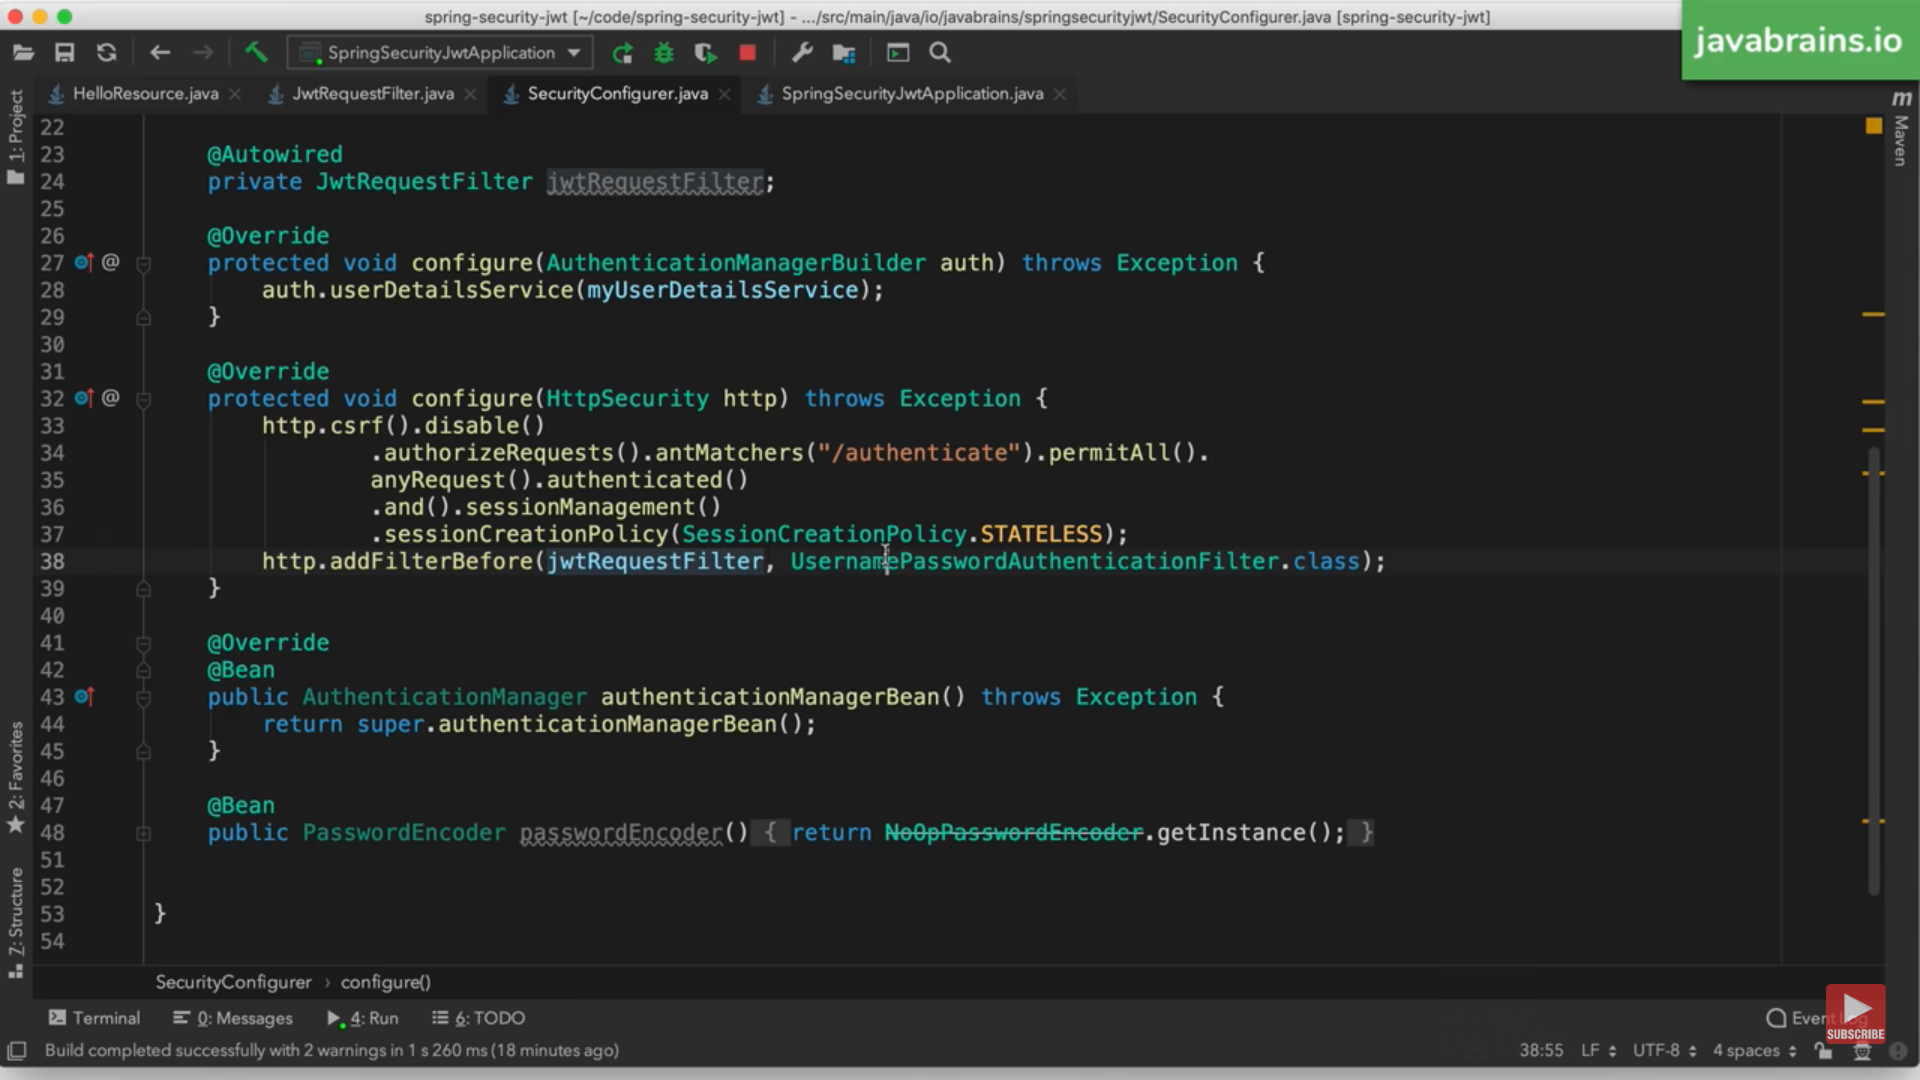 spring-security-jwt [~/code/spring-security-jwt] - .../src/main/java/io/javabrains/springsecurityjwt/SecurityConfigurer.java [spring-security-jwt]
javabrains.io
SpringSecurityJwtApplication
HelloResource.java
JwtRequestFilter.java
SecurityConfigurer.java
SpringSecurityJwtApplication.java
m
Maven
1: Project
2: Favorites
7: Structure
22
23 @Autowired
24 private JwtRequestFilter jwtRequestFilter;
25
26 @Override
27 @ protected void configure(AuthenticationManagerBuilder auth) throws Exception {
28 auth.userDetailsService(myUserDetailsService);
29 }
30
31 @Override
32 @ protected void configure(HttpSecurity http) throws Exception {
33 http.csrf().disable()
34 .authorizeRequests().antMatchers("/authenticate").permitAll().
35 anyRequest().authenticated()
36 .and().sessionManagement()
37 .sessionCreationPolicy(SessionCreationPolicy.STATELESS);
38 http.addFilterBefore(jwtRequestFilter, UsernamePasswordAuthenticationFilter.class);
39 }
40
41 @Override
42 @Bean
43 public AuthenticationManager authenticationManagerBean() throws Exception {
44 return super.authenticationManagerBean();
45 }
46
47 @Bean
48 public PasswordEncoder passwordEncoder() { return NoOpPasswordEncoder.getInstance(); }
51
52
53 }
54
SecurityConfigurer › configure()
Terminal 0: Messages 4: Run 6: TODO
Event
SUBSCRIBE
Build completed successfully with 2 warnings in 1 s 260 ms (18 minutes ago)
38:55 LF UTF-8 4 spaces